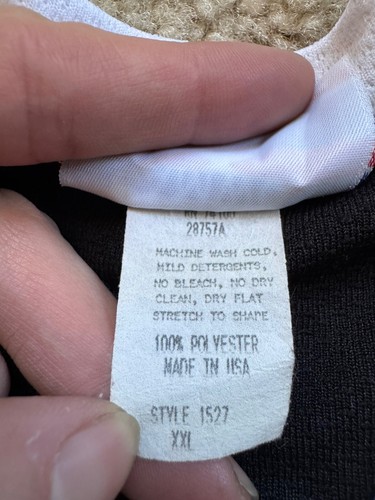 28757A
MACHINE WASH COLD,
MILD DETERGENTS,
NO BLEACH, NO DRY
CLEAN, DRY FLAT
STRETCH TO SHAPE
100% POLYESTER
MADE IN USA
STYLE 1527
XXL